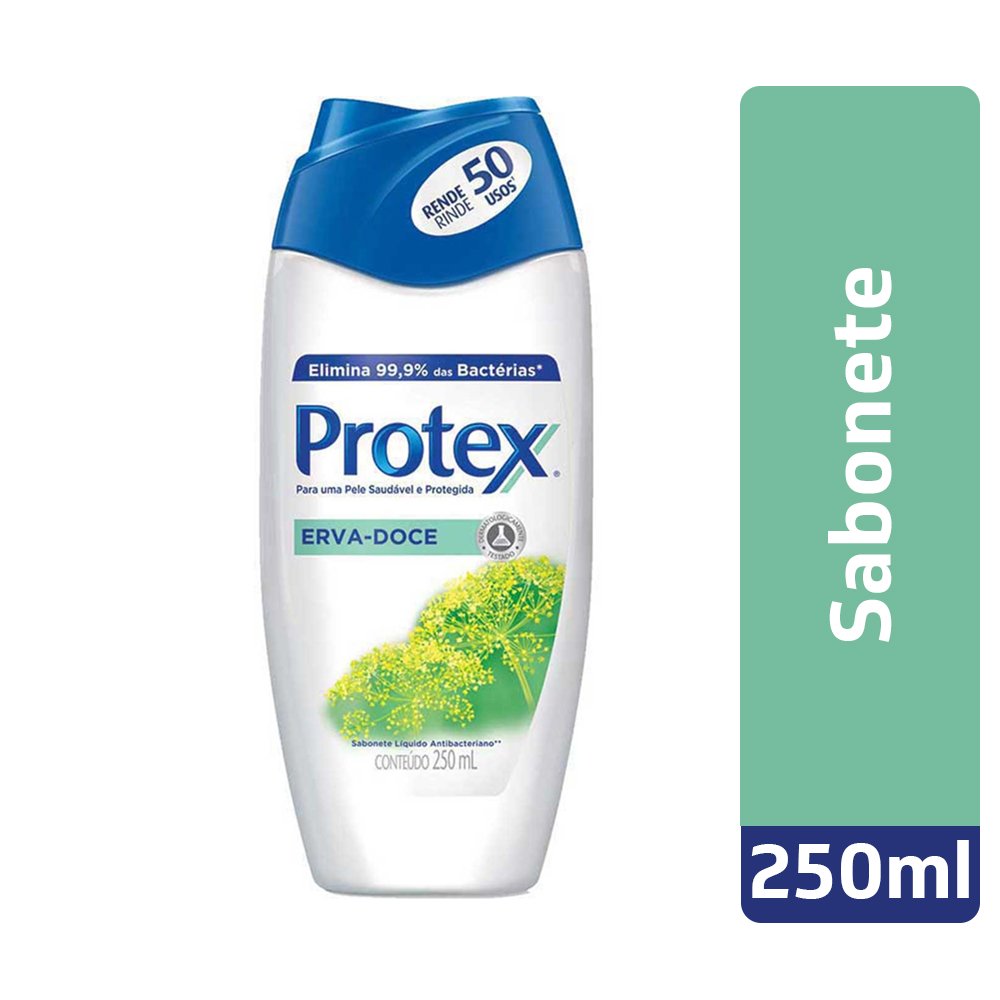 RENDE 50
RINDE USOS¹
Elimina 99,9% das Bactérias*
Protex®
Para uma Pele Saudável e Protegida
ERVA-DOCE
DERMATOLOGICAMENTE
TESTADO
Sabonete Líquido Antibacteriano**
CONTEÚDO 250 mL
Sabonete
250ml